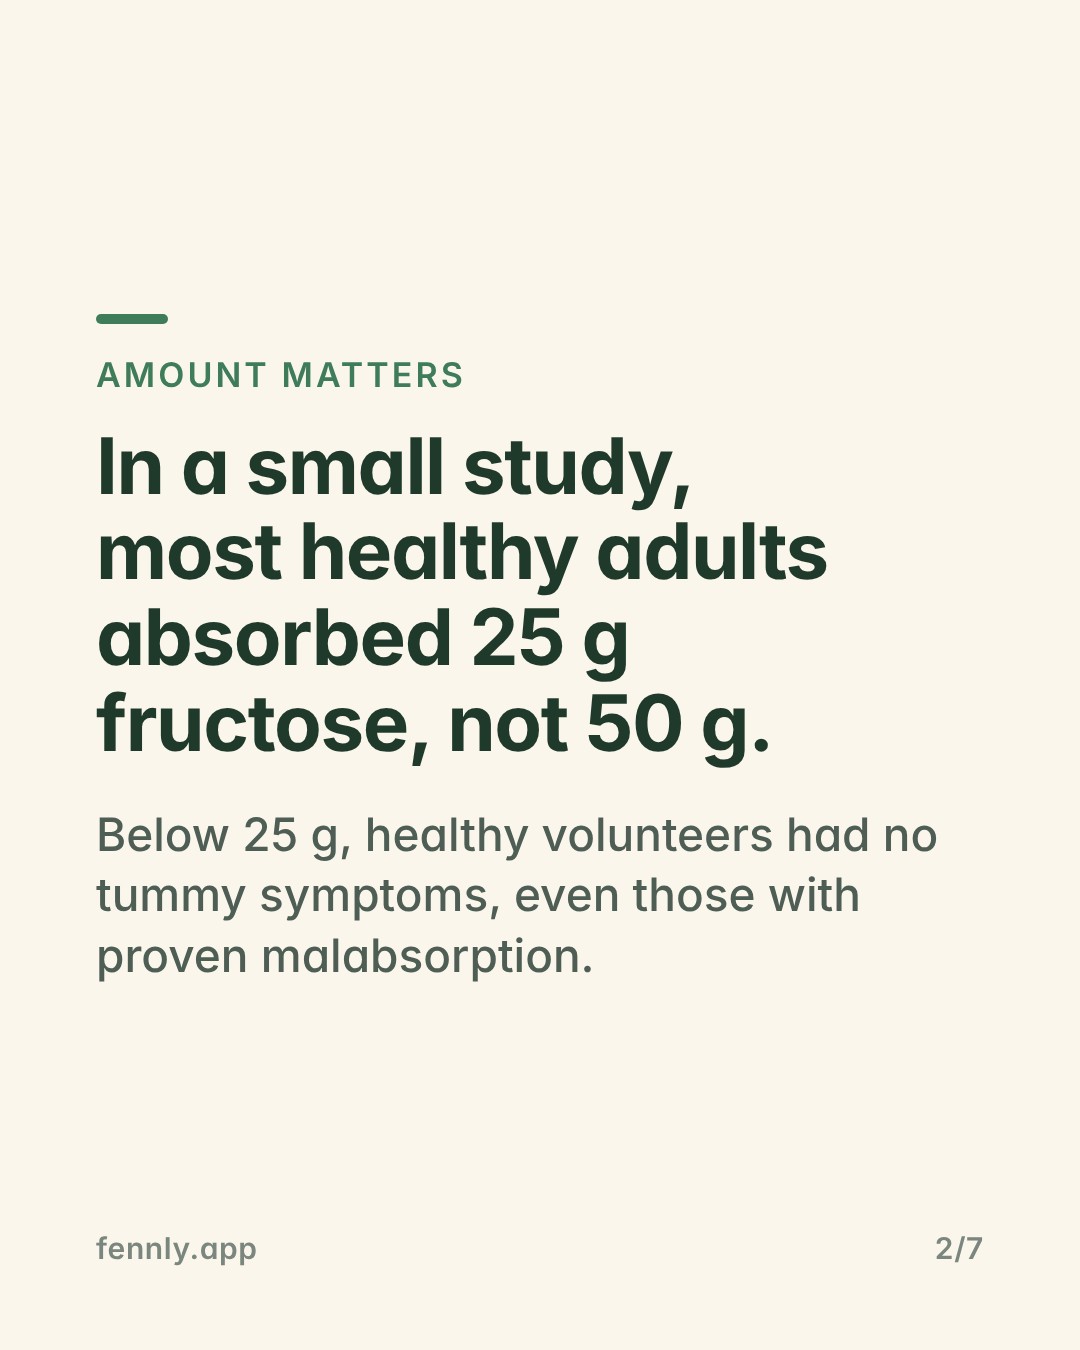 AMOUNT MATTERS
In a small study,
most healthy adults
absorbed 25 g
fructose, not 50 g.
Below 25 g, healthy volunteers had no
tummy symptoms, even those with
proven malabsorption.
fennly.app
2/7